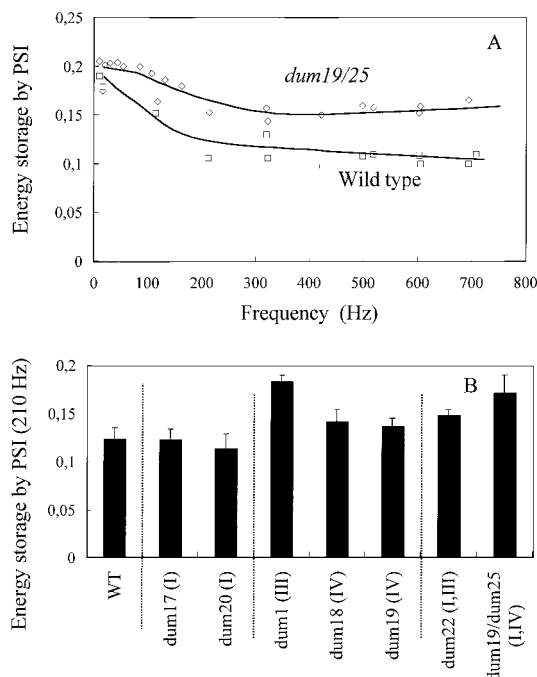 A
Energy storage by PSI
0,25
0,2
0,15
0,1
0,05
0
dum19/25
Wild type
0 100 200 300 400 500 600 700 800
Frequency (Hz)
B
Energy storage by PSI (210 Hz)
0,2
0,15
0,1
0,05
0
WT
dum17 (I)
dum20 (I)
dum1 (III)
dum18 (IV)
dum19 (IV)
dum22 (I,III)
dum19/dum25
(I,IV)